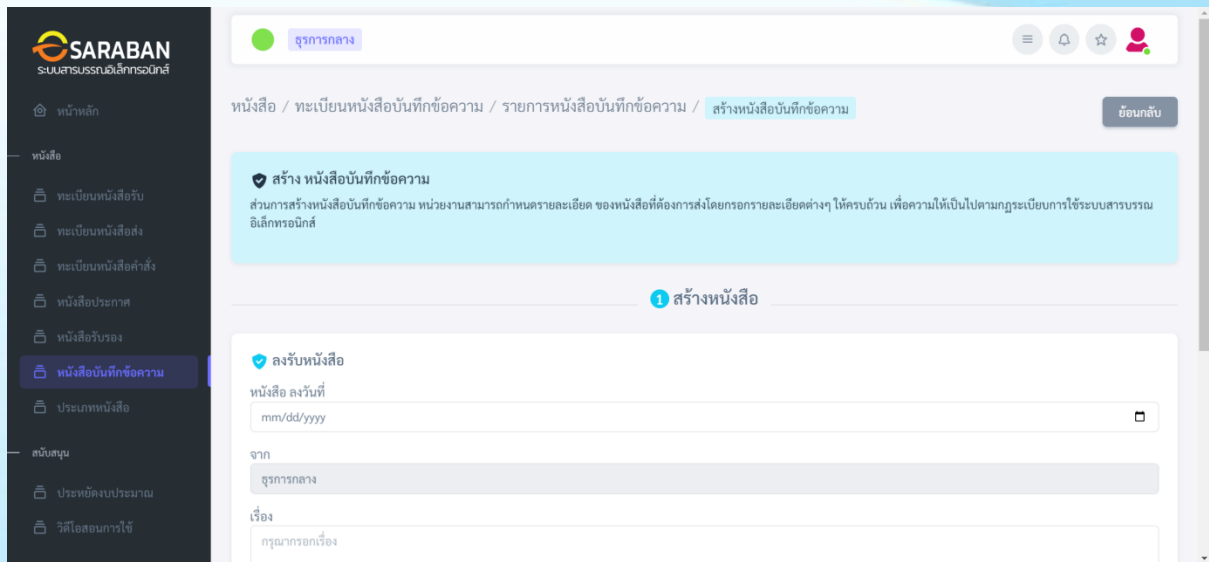 SARABAN
ระบบสารบรรณอิเล็กทรอนิกส์
หน้าหลัก
หนังสือ
ทะเบียนหนังสือรับ
ทะเบียนหนังสือส่ง
ทะเบียนหนังสือคำสั่ง
หนังสือประกาศ
หนังสือรับรอง
หนังสือบันทึกข้อความ
ประเภทหนังสือ
สนับสนุน
ประหยัดงบประมาณ
วิดีโอสอนการใช้
ธุรการกลาง
หนังสือ / ทะเบียนหนังสือบันทึกข้อความ / รายการหนังสือบันทึกข้อความ / สร้างหนังสือบันทึกข้อความ
ย้อนกลับ
สร้าง หนังสือบันทึกข้อความ
ส่วนการสร้างหนังสือบันทึกข้อความ หน่วยงานสามารถกำหนดรายละเอียด ของหนังสือที่ต้องการส่งโดยกรอกรายละเอียดต่างๆ ให้ครบถ้วน เพื่อความให้เป็นไปตามกฎระเบียบการใช้ระบบสารบรรณ
อิเล็กทรอนิกส์
1 สร้างหนังสือ
ลงรับหนังสือ
หนังสือ ลงวันที่
mm/dd/yyyy
จาก
ธุรการกลาง
เรื่อง
กรุณากรอกเรื่อง